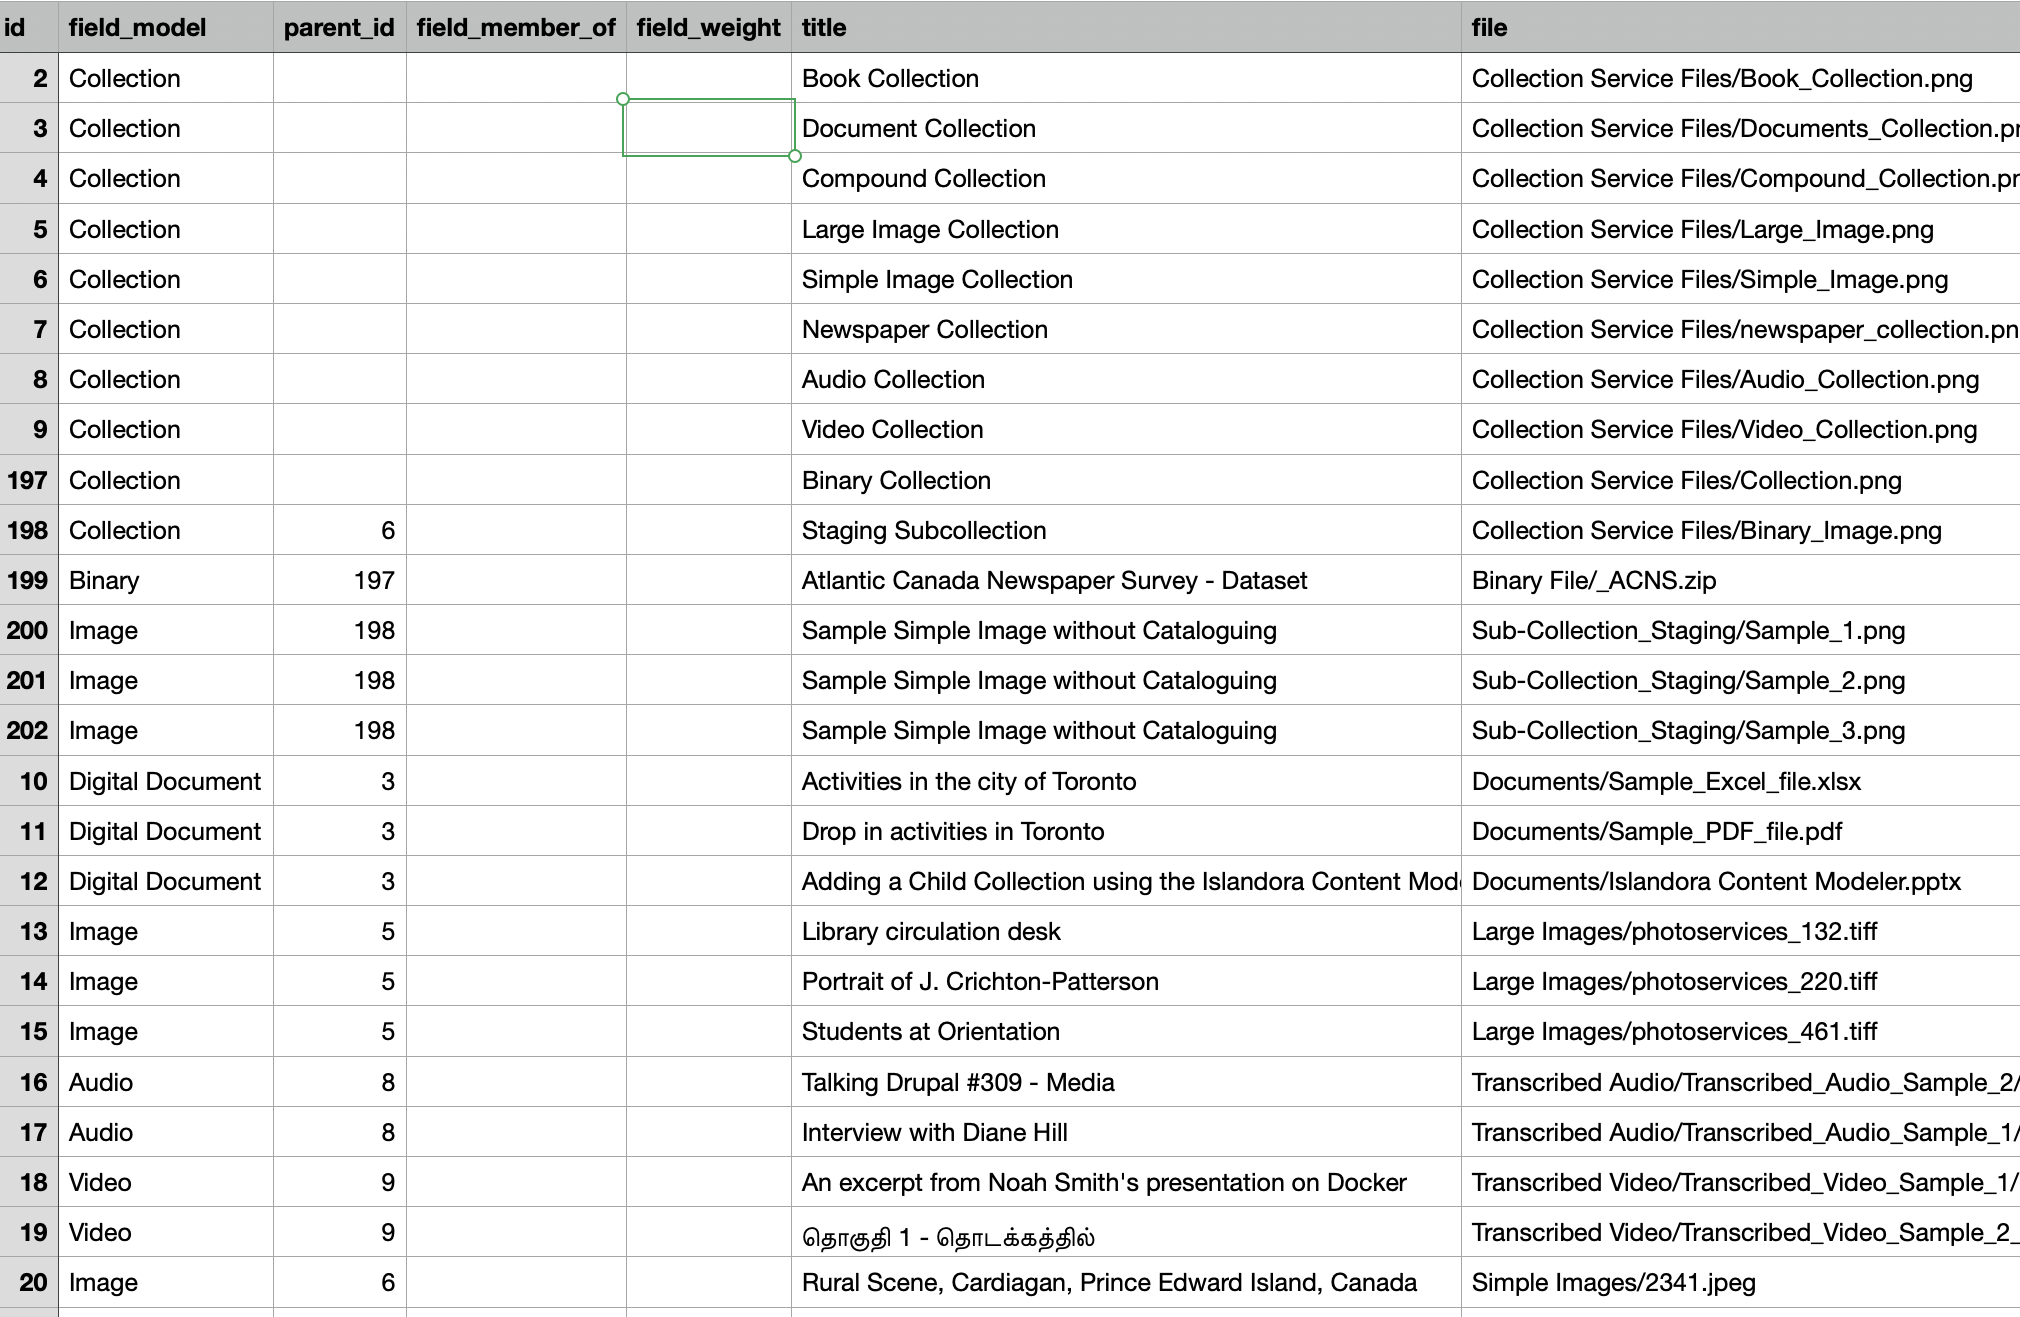 id field_model parent_id field_member_of field_weight title file
2 Collection Book Collection Collection Service Files/Book_Collection.png
3 Collection Document Collection Collection Service Files/Documents_Collection.pr
4 Collection Compound Collection Collection Service Files/Compound_Collection.pr
5 Collection Large Image Collection Collection Service Files/Large_Image.png
6 Collection Simple Image Collection Collection Service Files/Simple_Image.png
7 Collection Newspaper Collection Collection Service Files/newspaper_collection.pn
8 Collection Audio Collection Collection Service Files/Audio_Collection.png
9 Collection Video Collection Collection Service Files/Video_Collection.png
197 Collection Binary Collection Collection Service Files/Collection.png
198 Collection 6 Staging Subcollection Collection Service Files/Binary_Image.png
199 Binary 197 Atlantic Canada Newspaper Survey - Dataset Binary File/_ACNS.zip
200 Image 198 Sample Simple Image without Cataloguing Sub-Collection_Staging/Sample_1.png
201 Image 198 Sample Simple Image without Cataloguing Sub-Collection_Staging/Sample_2.png
202 Image 198 Sample Simple Image without Cataloguing Sub-Collection_Staging/Sample_3.png
10 Digital Document 3 Activities in the city of Toronto Documents/Sample_Excel_file.xlsx
11 Digital Document 3 Drop in activities in Toronto Documents/Sample_PDF_file.pdf
12 Digital Document 3 Adding a Child Collection using the Islandora Content Mod Documents/Islandora Content Modeler.pptx
13 Image 5 Library circulation desk Large Images/photoservices_132.tiff
14 Image 5 Portrait of J. Crichton-Patterson Large Images/photoservices_220.tiff
15 Image 5 Students at Orientation Large Images/photoservices_461.tiff
16 Audio 8 Talking Drupal #309 - Media Transcribed Audio/Transcribed_Audio_Sample_2/
17 Audio 8 Interview with Diane Hill Transcribed Audio/Transcribed_Audio_Sample_1/
18 Video 9 An excerpt from Noah Smith's presentation on Docker Transcribed Video/Transcribed_Video_Sample_1/
19 Video 9 தொகுதி 1 - தொடக்கத்தில் Transcribed Video/Transcribed_Video_Sample_2_
20 Image 6 Rural Scene, Cardiagan, Prince Edward Island, Canada Simple Images/2341.jpeg